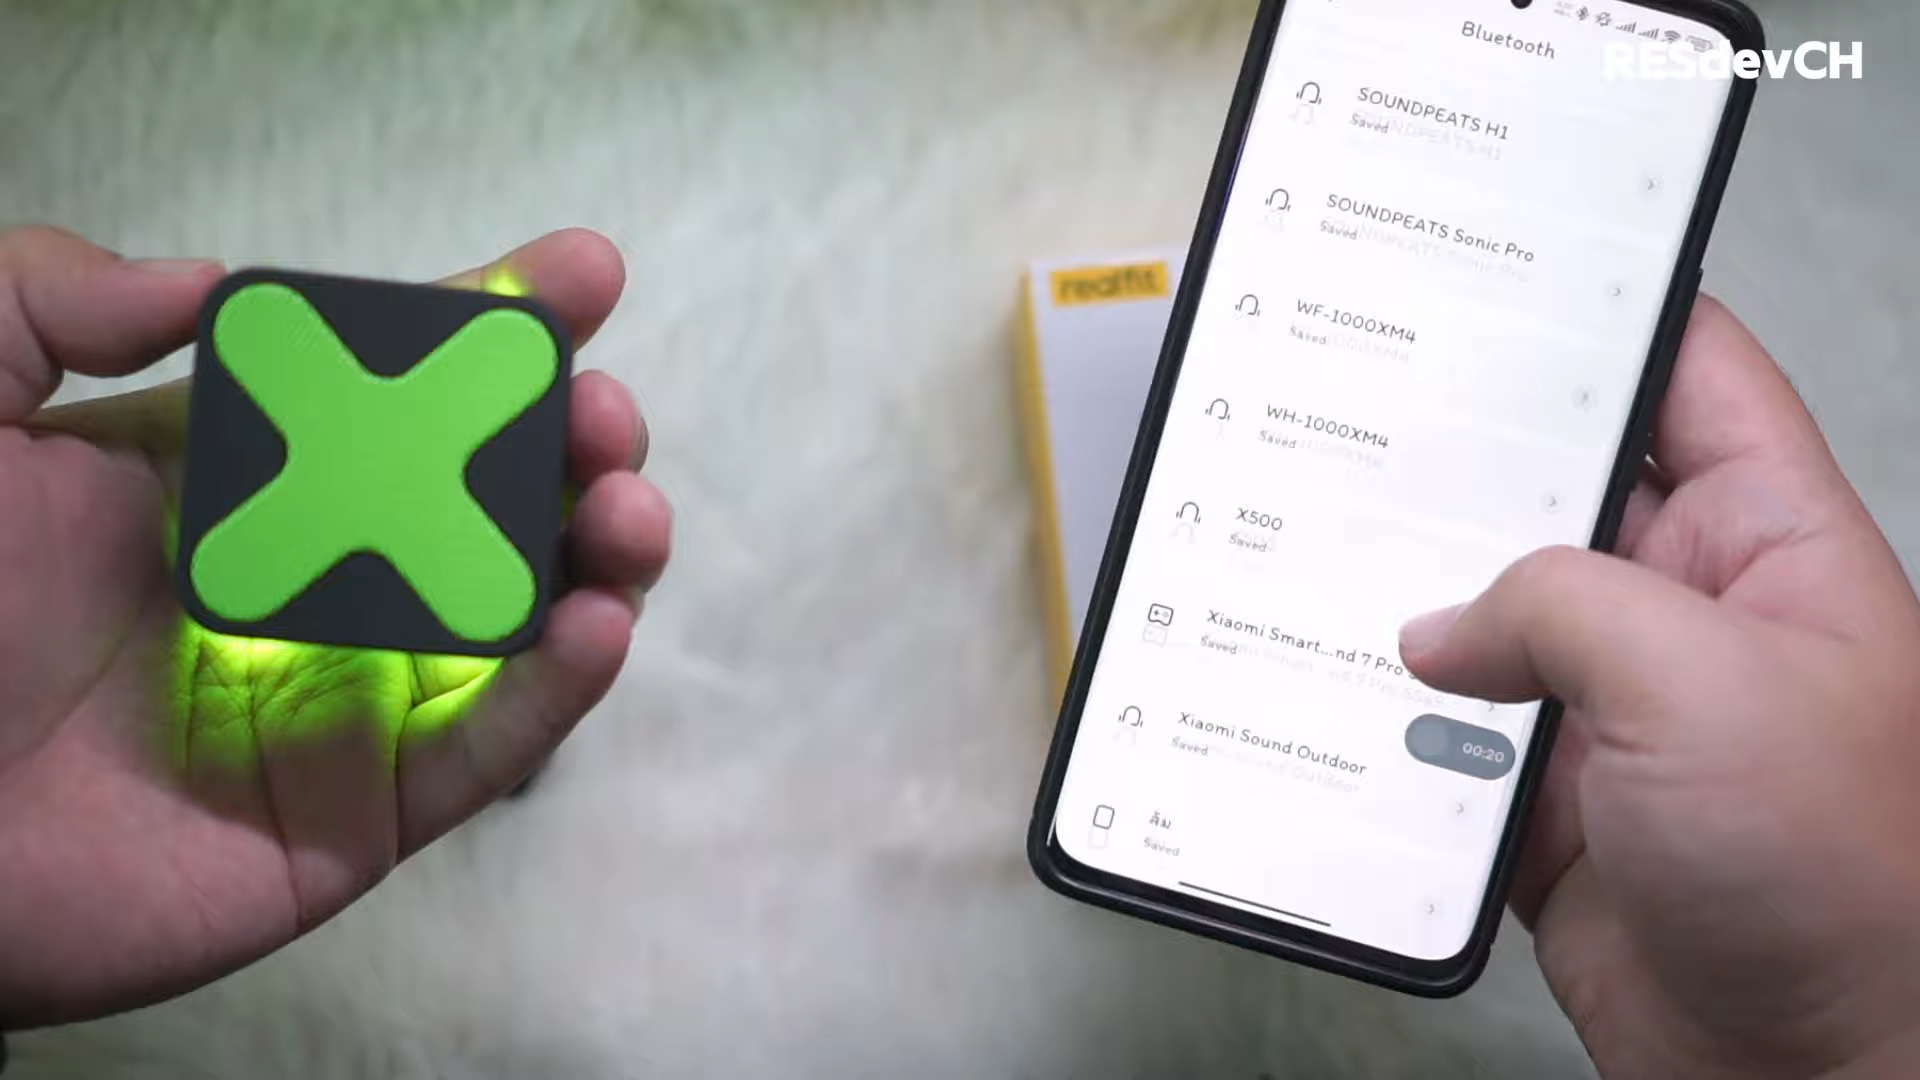 Bluetooth
RESdevCH
SOUNDPEATS H1
Saved
SOUNDPEATS Sonic Pro
Saved
realfit
WF-1000XM4
Saved
WH-1000XM4
Saved
X500
Saved
Xiaomi Smart...nd 7 Pro
Saved
Xiaomi Sound Outdoor
Saved
00:20
ส้ม
Saved